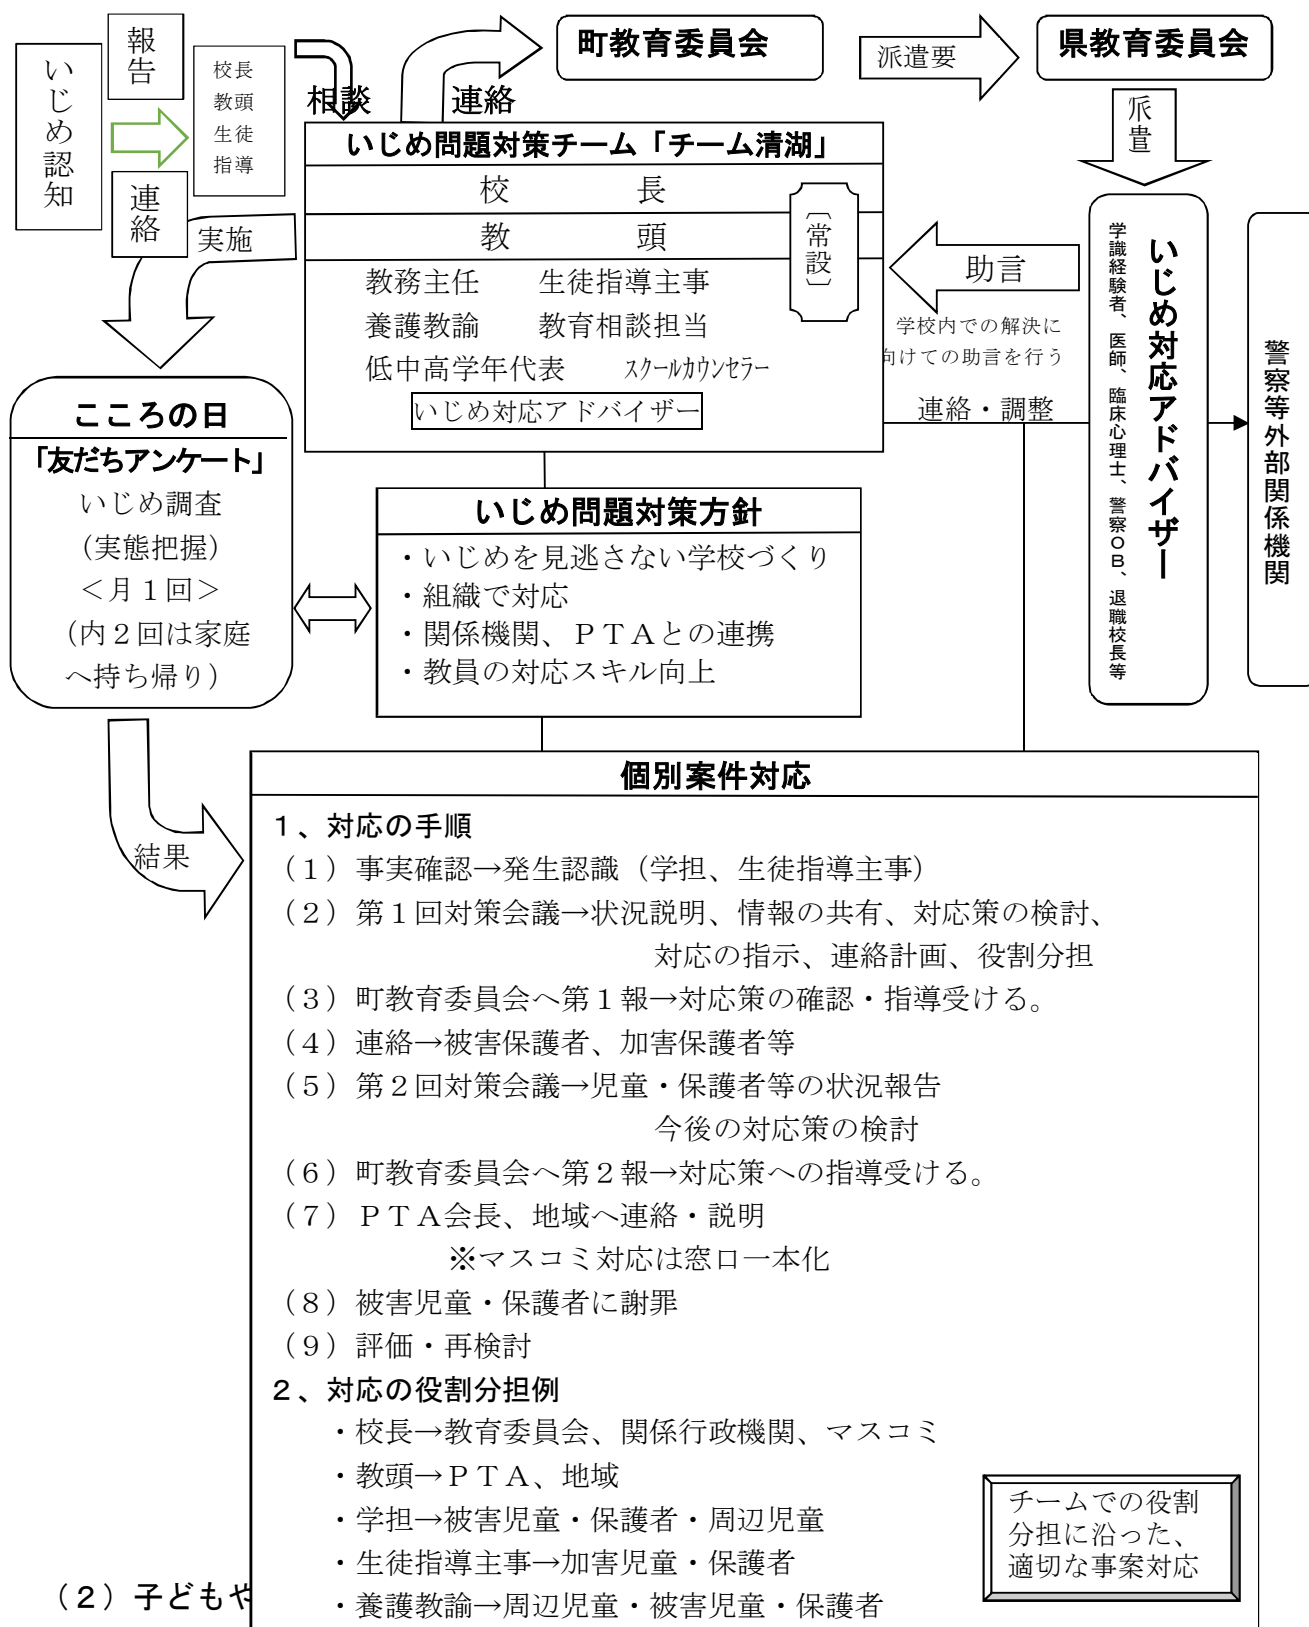 いじめ認知
報告
連絡
校長
教頭
生徒
指導
相談
連絡
町教育委員会
派遣要
県教育委員会
派遣
いじめ問題対策チーム「チーム清湖」
校　　　長
教　　　頭
〔常設〕
教務主任　生徒指導主事
養護教諭　教育相談担当
低中高学年代表　スクールカウンセラー
いじめ対応アドバイザー
実施
助言
学校内での解決に
向けての助言を行う
連絡・調整
いじめ対応アドバイザー
学識経験者、医師、臨床心理士、警察OB、退職校長等
警察等外部関係機関
こころの日
「友だちアンケート」
いじめ調査
（実態把握）
＜月１回＞
（内２回は家庭
へ持ち帰り）
いじめ問題対策方針
・いじめを見逃さない学校づくり
・組織で対応
・関係機関、ＰＴＡとの連携
・教員の対応スキル向上
結果
個別案件対応
１、対応の手順
（１）事実確認→発生認識（学担、生徒指導主事）
（２）第１回対策会議→状況説明、情報の共有、対応策の検討、
対応の指示、連絡計画、役割分担
（３）町教育委員会へ第１報→対応策の確認・指導受ける。
（４）連絡→被害保護者、加害保護者等
（５）第２回対策会議→児童・保護者等の状況報告
今後の対応策の検討
（６）町教育委員会へ第２報→対応策への指導受ける。
（７）ＰＴＡ会長、地域へ連絡・説明
※マスコミ対応は窓口一本化
（８）被害児童・保護者に謝罪
（９）評価・再検討
２、対応の役割分担例
・校長→教育委員会、関係行政機関、マスコミ
・教頭→ＰＴＡ、地域
・学担→被害児童・保護者・周辺児童
・生徒指導主事→加害児童・保護者
・養護教諭→周辺児童・被害児童・保護者
チームでの役割
分担に沿った、
適切な事案対応
（２）子どもや